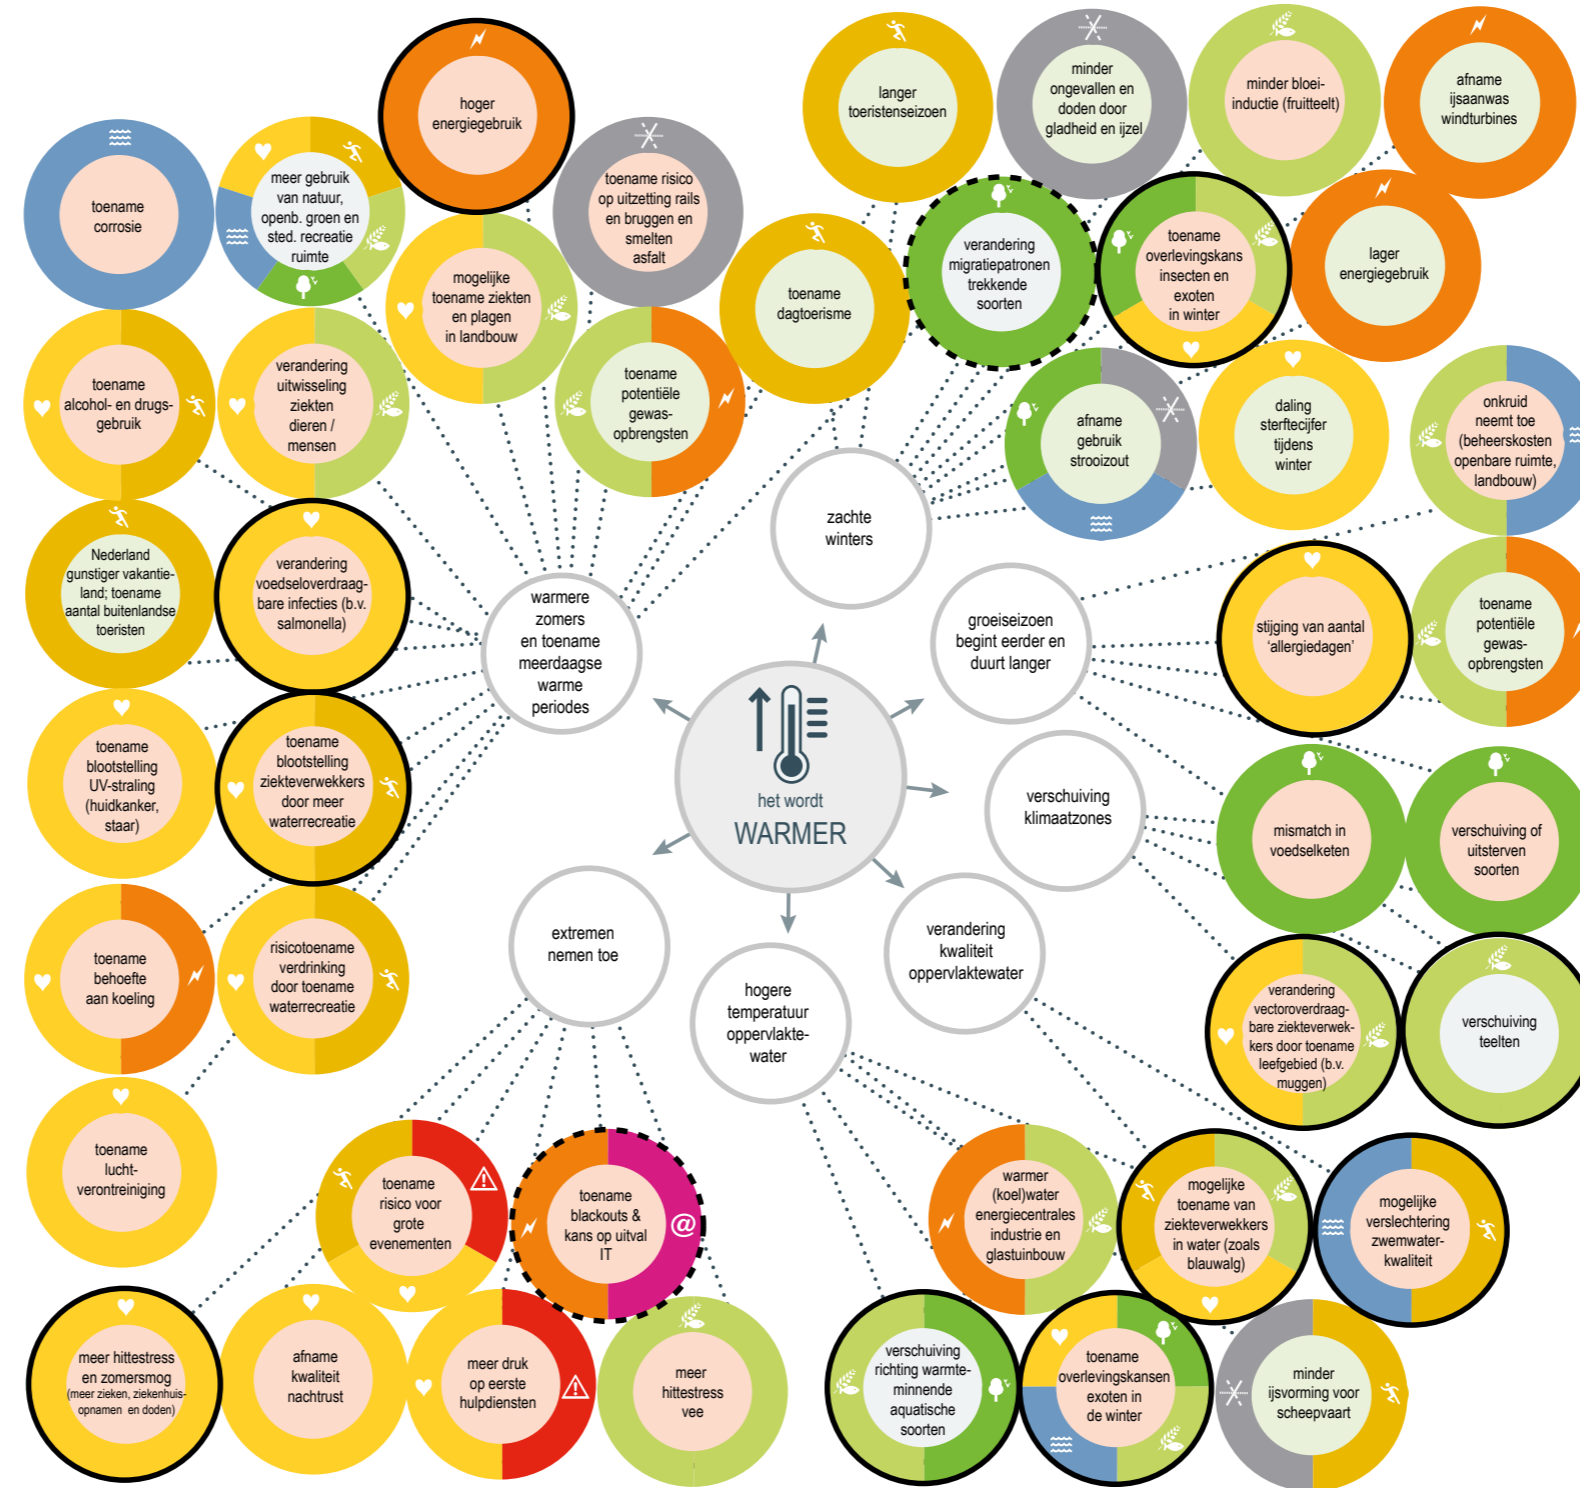 hoger
energiegebruik
langer
toeristenseizoen
minder
ongevallen en
doden door
gladheid en ijzel
minder bloei-
inductie (fruitteelt)
afname
ijsaanwas
windturbines
toename
corrosie
meer gebruik
van natuur,
openb. groen en
sted. recreatie
ruimte
toename risico
op uitzetting rails
en bruggen en
smelten
asfalt
mogelijke
toename ziekten
en plagen
in landbouw
toename
dagtoerisme
verandering
migratiepatronen
trekkende
soorten
toename
overlevingskans
insecten en
exoten
in winter
lager
energiegebruik
toename
alcohol- en drugs-
gebruik
verandering
uitwisseling
ziekten
dieren /
mensen
toename
potentiële
gewas-
opbrengsten
afname
gebruik
strooizout
daling
sterftecijfer
tijdens
winter
onkruid
neemt toe
(beheerskosten
openbare ruimte,
landbouw)
zachte
winters
Nederland
gunstiger vakantie-
land; toename
aantal buitenlandse
toeristen
verandering
voedseloverdraag-
bare infecties (b.v.
salmonella)
warmere
zomers
en toename
meerdaagse
warme
periodes
groeiseizoen
begint eerder en
duurt langer
stijging van aantal
‘allergiedagen’
toename
potentiële
gewas-
opbrengsten
toename
blootstelling
UV-straling
(huidkanker,
staar)
toename
blootstelling
ziekteverwekkers
door meer
waterrecreatie
het wordt
WARMER
verschuiving
klimaatzones
mismatch in
voedselketen
verschuiving of
uitsterven
soorten
toename
behoefte
aan koeling
risicotoename
verdrinking
door toename
waterrecreatie
extremen
nemen toe
hogere
temperatuur
oppervlakte-
water
verandering
kwaliteit
oppervlaktewater
verandering
vectoroverdraag-
bare ziekteverwek-
kers door toename
leefgebied (b.v.
muggen)
verschuiving
teelten
toename
lucht-
verontreiniging
toename
risico voor
grote
evenementen
toename
blackouts &
kans op uitval
IT
@
warmer
(koel)water
energiecentrales
industrie en
glastuinbouw
mogelijke
toename van
ziekteverwekkers
in water (zoals
blauwalg)
mogelijke
verslechtering
zwemwater-
kwaliteit
meer hittestress
en zomersmog
(meer zieken, ziekenhuis-
opnamen en doden)
afname
kwaliteit
nachtrust
meer druk
op eerste
hulpdiensten
meer
hittestress
vee
verschuiving
richting warmte-
minnende
aquatische
soorten
toename
overlevingskansen
exoten in
de winter
minder
ijsvorming voor
scheepvaart